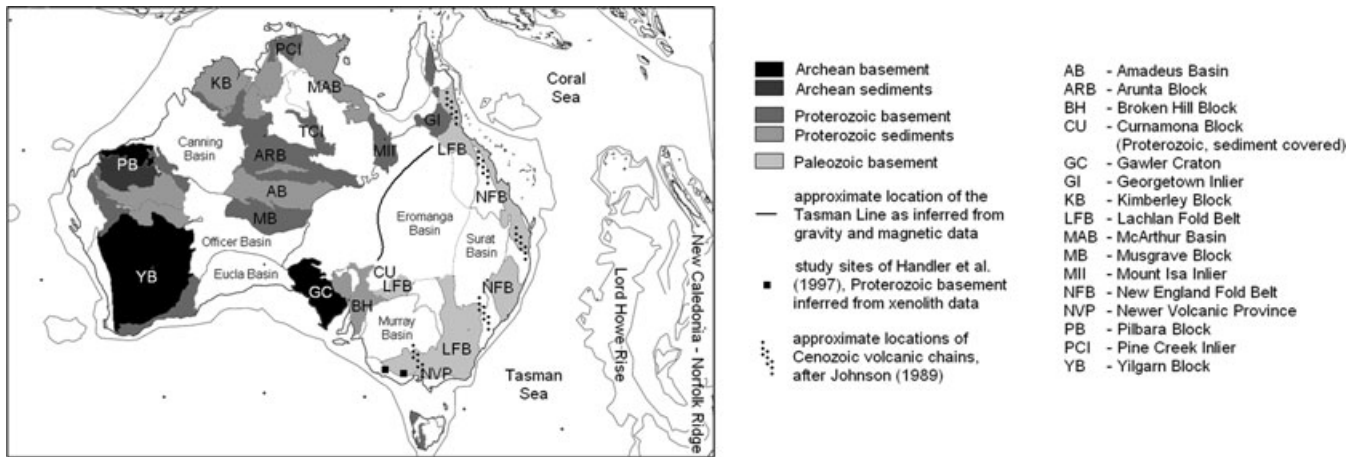 PCI
Coral
Sea
KB
MAB
GI
TCI
Canning
Basin
MII
LFB
PB
ARB
AB
NFB
MB
Eromanga
Basin
Officer Basin
Surat
Basin
YB
Eucla Basin
CU
GC
LFB
NFB
BH
Murray
Basin
LFB
NVP
Tasman
Sea
Lord Howe Rise
New Caledonia - Norfolk Ridge
Archean basement
Archean sediments
Proterozoic basement
Proterozoic sediments
Paleozoic basement
approximate location of the
Tasman Line as inferred from
gravity and magnetic data
study sites of Handler et al.
(1997), Proterozoic basement
inferred from xenolith data
approximate locations of
Cenozoic volcanic chains,
after Johnson (1989)
AB - Amadeus Basin
ARB - Arunta Block
BH - Broken Hill Block
CU - Curnamona Block
(Proterozoic, sediment covered)
GC - Gawler Craton
GI - Georgetown Inlier
KB - Kimberley Block
LFB - Lachlan Fold Belt
MAB - McArthur Basin
MB - Musgrave Block
MII - Mount Isa Inlier
NFB - New England Fold Belt
NVP - Newer Volcanic Province
PB - Pilbara Block
PCI - Pine Creek Inlier
YB - Yilgarn Block